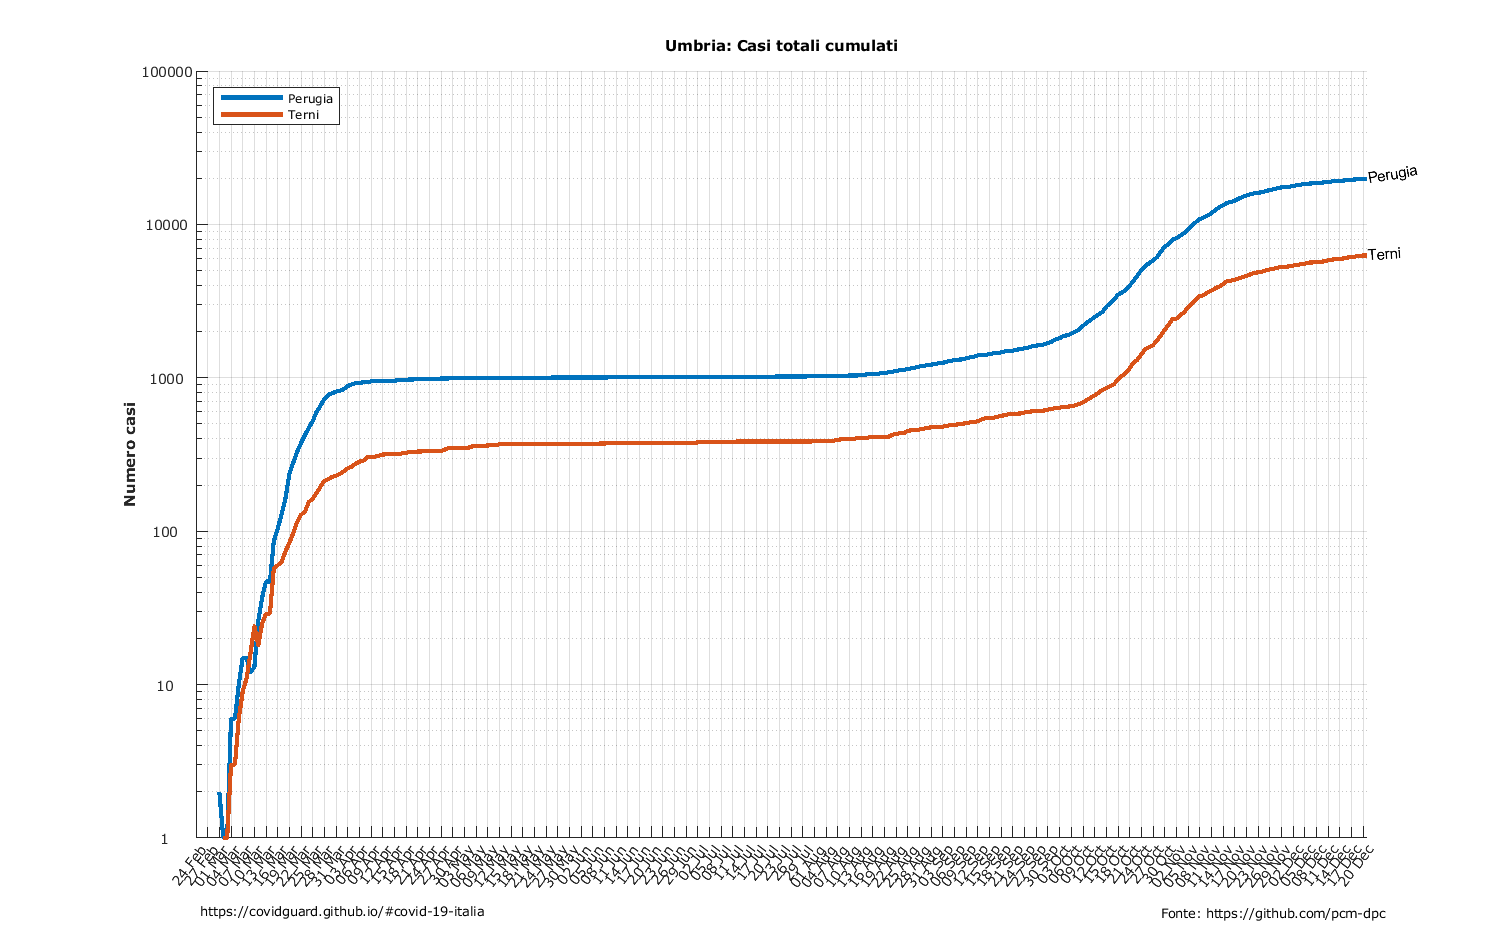 Umbria: Casi totali cumulati
100000
10000
1000
100
10
1
Numero casi
Perugia
Terni
Perugia
Terni
24 Feb
27 Feb
01 Mar
04 Mar
07 Mar
10 Mar
13 Mar
16 Mar
19 Mar
22 Mar
25 Mar
28 Mar
31 Mar
03 Apr
06 Apr
09 Apr
12 Apr
15 Apr
18 Apr
21 Apr
24 Apr
27 Apr
30 Apr
03 May
06 May
09 May
12 May
15 May
18 May
21 May
24 May
27 May
30 May
02 Jun
05 Jun
08 Jun
11 Jun
14 Jun
17 Jun
20 Jun
23 Jun
26 Jun
29 Jun
02 Jul
05 Jul
08 Jul
11 Jul
14 Jul
17 Jul
20 Jul
23 Jul
26 Jul
29 Jul
01 Aug
04 Aug
07 Aug
10 Aug
13 Aug
16 Aug
19 Aug
22 Aug
25 Aug
28 Aug
31 Aug
03 Sep
06 Sep
09 Sep
12 Sep
15 Sep
18 Sep
21 Sep
24 Sep
27 Sep
30 Sep
03 Oct
06 Oct
09 Oct
12 Oct
15 Oct
18 Oct
21 Oct
24 Oct
27 Oct
30 Oct
02 Nov
05 Nov
08 Nov
11 Nov
14 Nov
17 Nov
20 Nov
23 Nov
26 Nov
29 Nov
02 Dec
05 Dec
08 Dec
11 Dec
14 Dec
17 Dec
20 Dec
https://covidguard.github.io/#covid-19-italia
Fonte: https://github.com/pcm-dpc